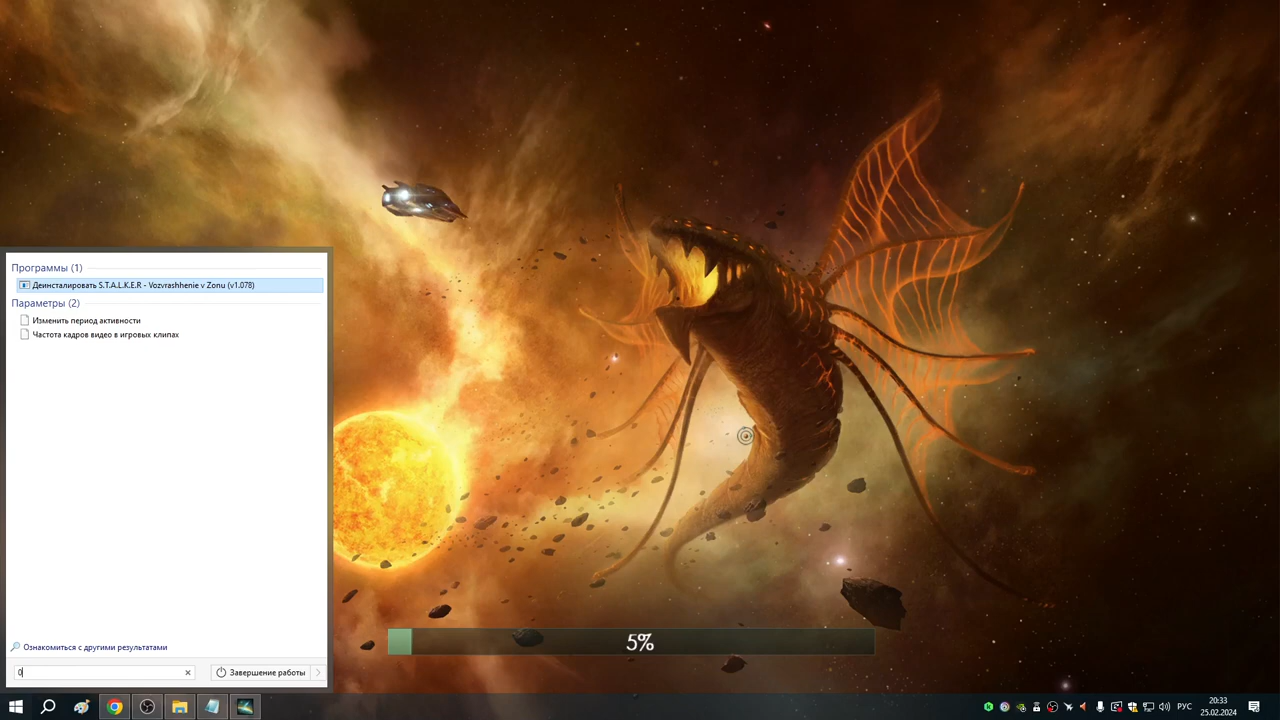 Программы (1)
Деинсталировать S.T.A.L.K.E.R - Vozvrashhenie v Zonu (v1.078)
Параметры (2)
Изменить период активности
Частота кадров видео в игровых клипах
5%
Ознакомиться с другими результатами
0
Завершение работы
РУС
20:33
25.02.2024